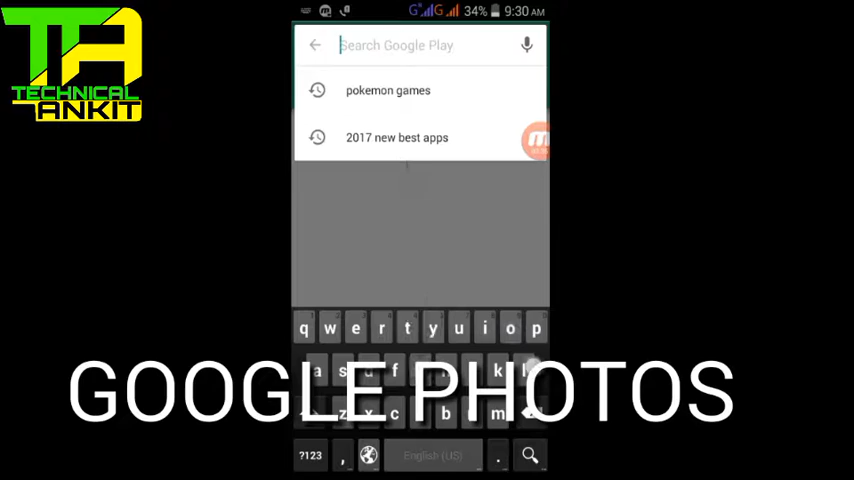 TA
TECHNICAL
ANKIT
34% 9:30 AM
Search Google Play
pokemon games
2017 new best apps
q w e r t y u i o p
a s d f k l
z x c b n m
GOOGLE PHOTOS
?123 , English (US) .